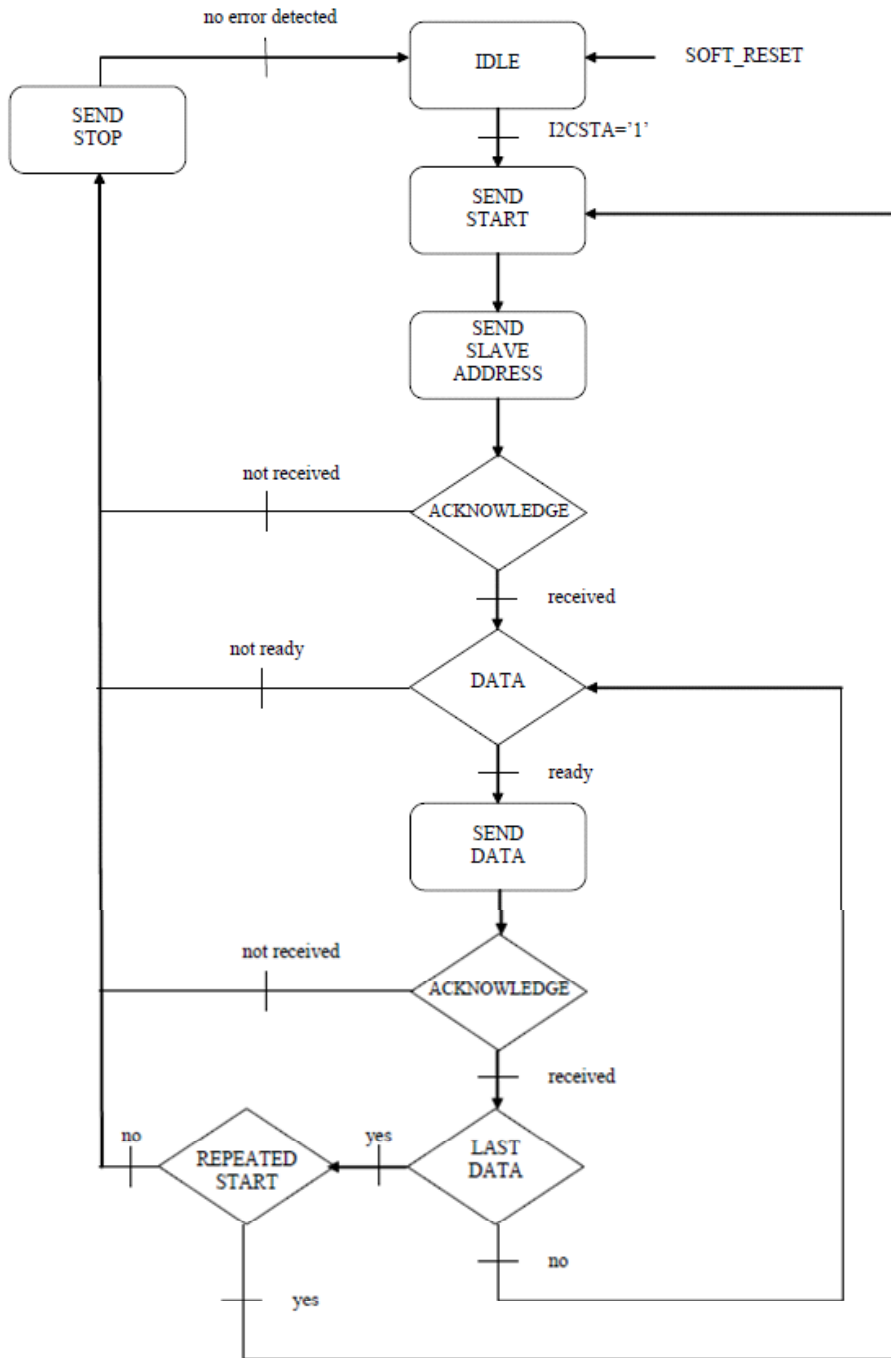 no error detected
IDLE
SOFT_RESET
SEND
STOP
I2CSTA='1'
SEND
START
SEND
SLAVE
ADDRESS
not received
ACKNOWLEDGE
received
not ready
DATA
ready
SEND
DATA
not received
ACKNOWLEDGE
received
no
REPEATED
START
yes
LAST
DATA
no
yes